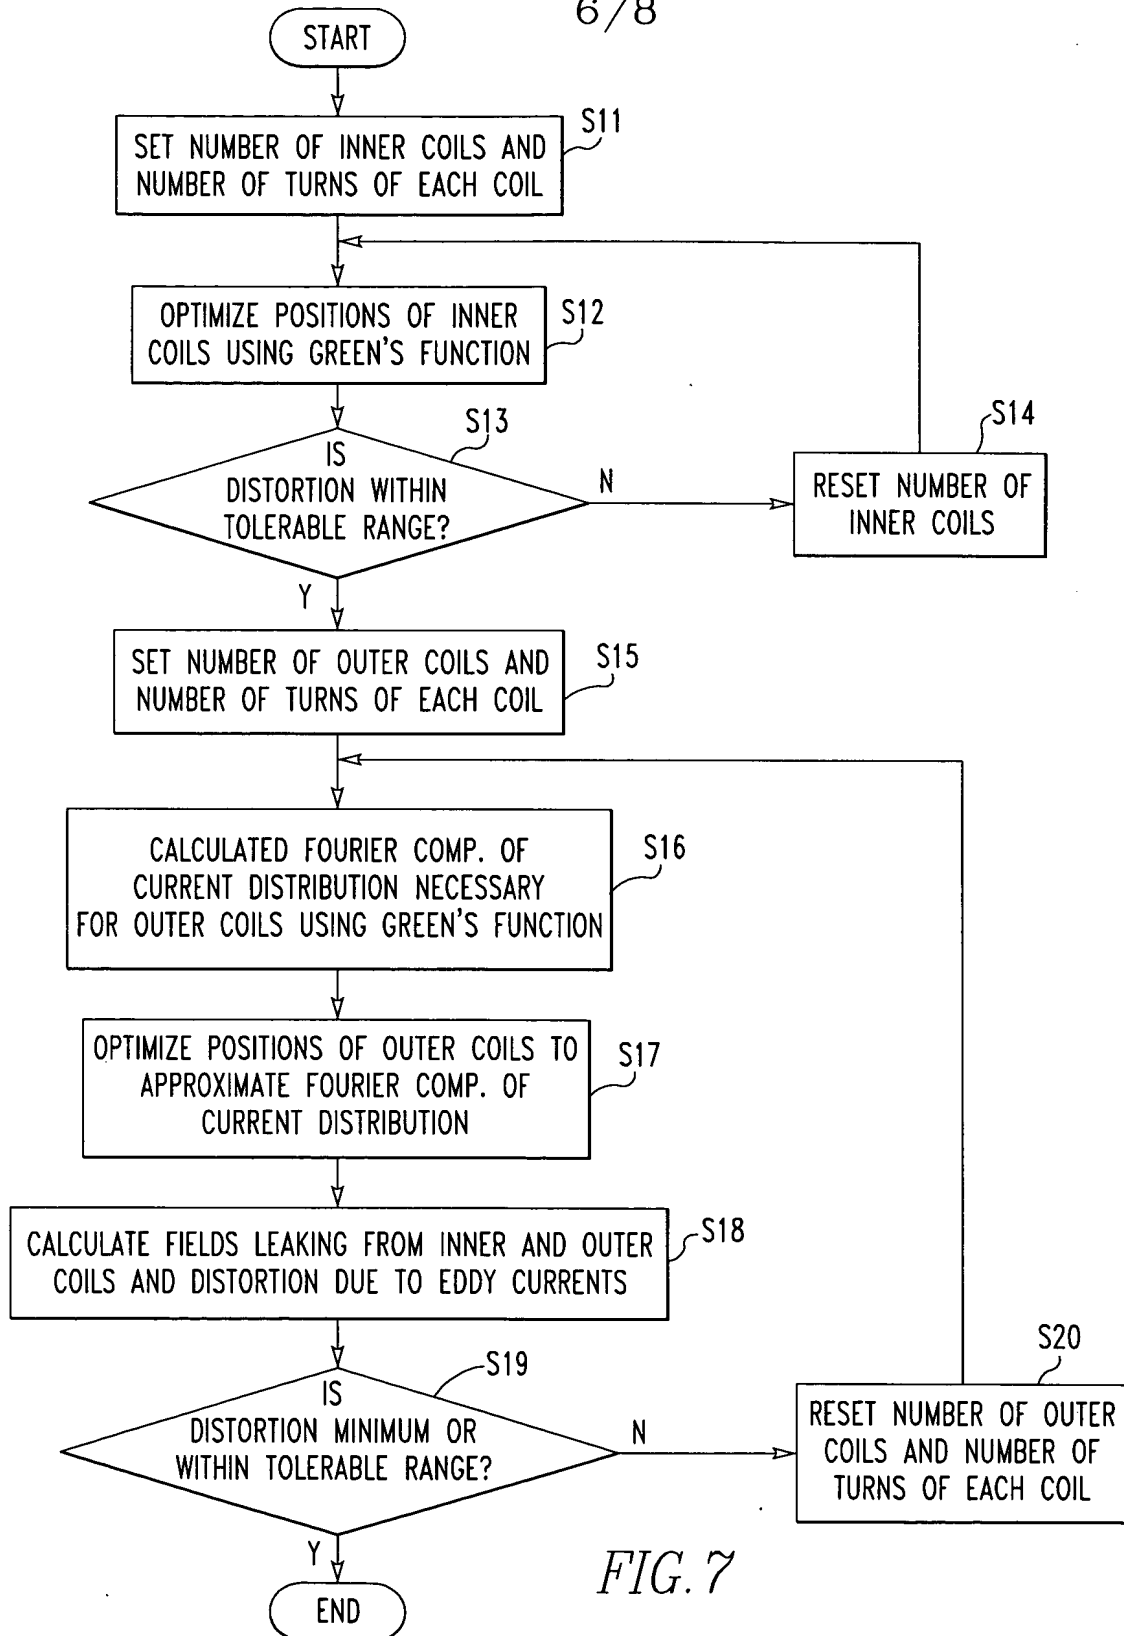 6/8
START
S11
SET NUMBER OF INNER COILS AND
NUMBER OF TURNS OF EACH COIL
S12
OPTIMIZE POSITIONS OF INNER
COILS USING GREEN'S FUNCTION
S13
IS
DISTORTION WITHIN
TOLERABLE RANGE?
N
S14
RESET NUMBER OF
INNER COILS
Y
S15
SET NUMBER OF OUTER COILS AND
NUMBER OF TURNS OF EACH COIL
S16
CALCULATED FOURIER COMP. OF
CURRENT DISTRIBUTION NECESSARY
FOR OUTER COILS USING GREEN'S FUNCTION
S17
OPTIMIZE POSITIONS OF OUTER COILS TO
APPROXIMATE FOURIER COMP. OF
CURRENT DISTRIBUTION
S18
CALCULATE FIELDS LEAKING FROM INNER AND OUTER
COILS AND DISTORTION DUE TO EDDY CURRENTS
S19
IS
DISTORTION MINIMUM OR
WITHIN TOLERABLE RANGE?
N
S20
RESET NUMBER OF OUTER
COILS AND NUMBER OF
TURNS OF EACH COIL
Y
END
FIG. 7